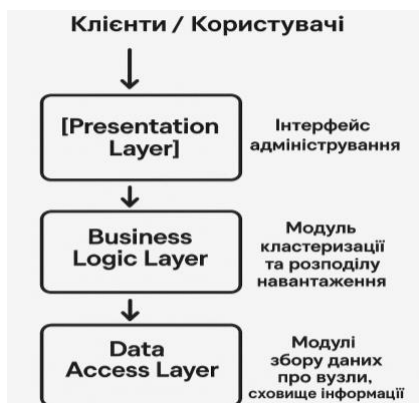 Клієнти / Користувачі
[Presentation
Layer]
Інтерфейс
адміністрування
Business
Logic Layer
Модуль
кластеризації
та розподілу
навантаження
Data
Access Layer
Модулі
збору даних
про вузли,
сховище інформації